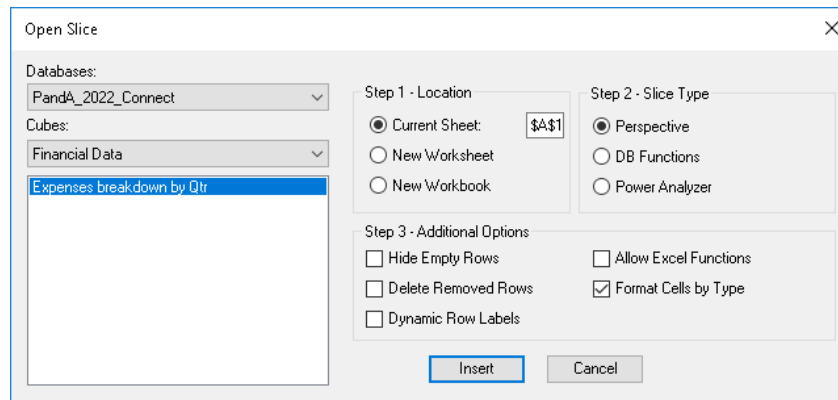 Open Slice
Databases:
PandA_2022_Connect
Cubes:
Financial Data
Expenses breakdown by Qtr
Step 1 - Location
Current Sheet: $A$1
New Worksheet
New Workbook
Step 2 - Slice Type
Perspective
DB Functions
Power Analyzer
Step 3 - Additional Options
Hide Empty Rows
Delete Removed Rows
Dynamic Row Labels
Allow Excel Functions
Format Cells by Type
Insert
Cancel